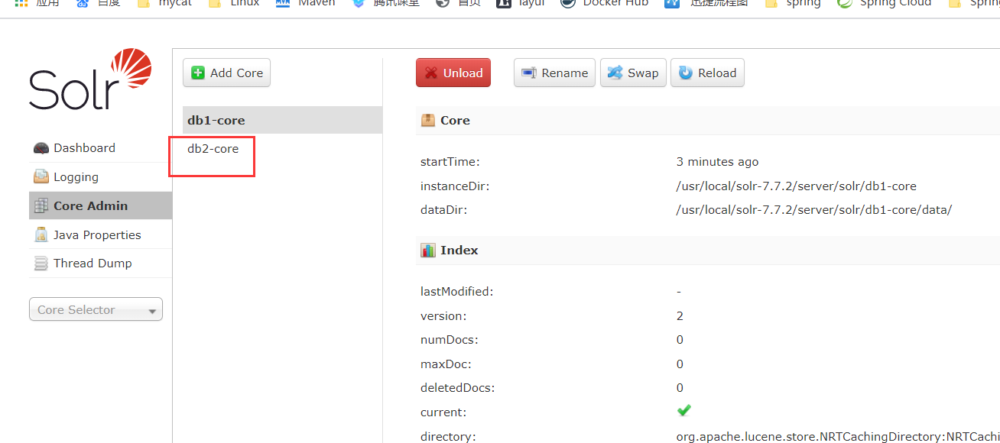 应用 百度 mycat Linux Maven 腾讯课堂 首页 layui Docker Hub 迅捷流程图 spring Spring Cloud Spring
Solr
Add Core
Unload Rename Swap Reload
db1-core
db2-core
Dashboard
Logging
Core Admin
Java Properties
Thread Dump
Core Selector
Core
startTime: 3 minutes ago
instanceDir: /usr/local/solr-7.7.2/server/solr/db1-core
dataDir: /usr/local/solr-7.7.2/server/solr/db1-core/data/
Index
lastModified: -
version: 2
numDocs: 0
maxDoc: 0
deletedDocs: 0
current:
directory: org.apache.lucene.store.NRTCachingDirectory:NRTCachi